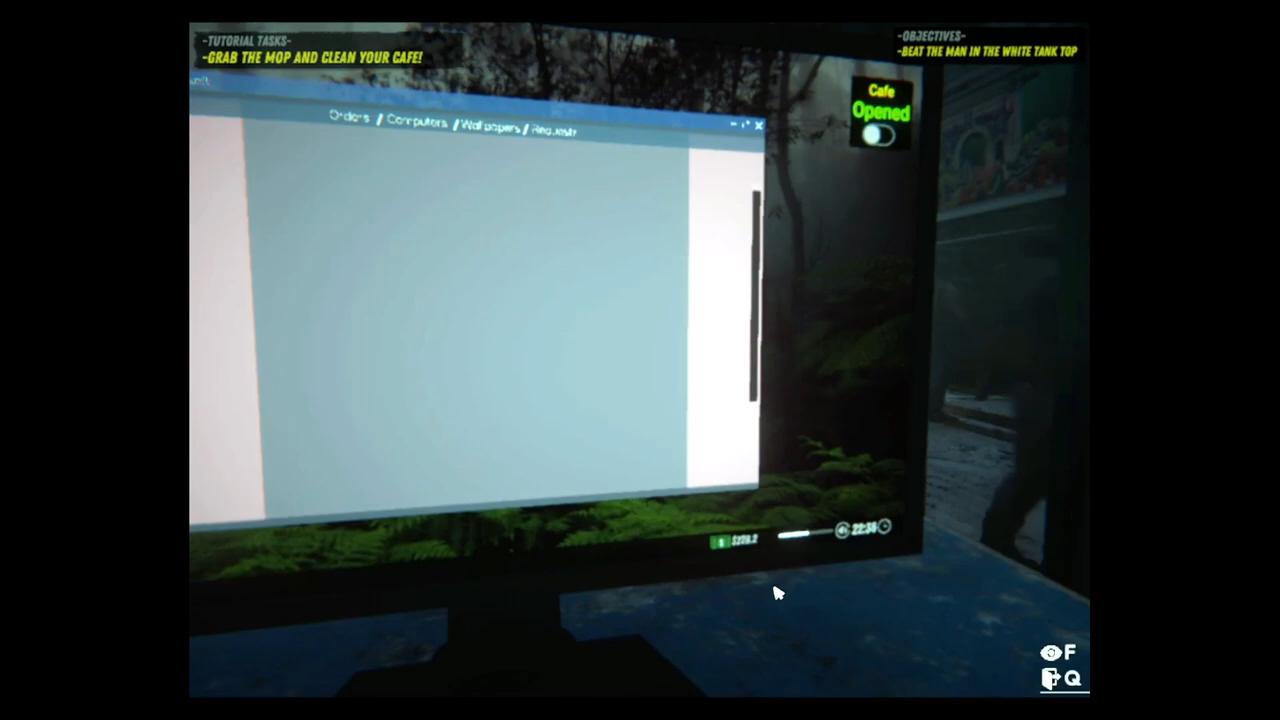 -TUTORIAL TASKS-
-GRAB THE MOP AND CLEAN YOUR CAFE!
-OBJECTIVES-
-BEAT THE MAN IN THE WHITE TANK TOP
Cafe
Opened
Orders / Computers / Wallpapers / Requests
F
Q